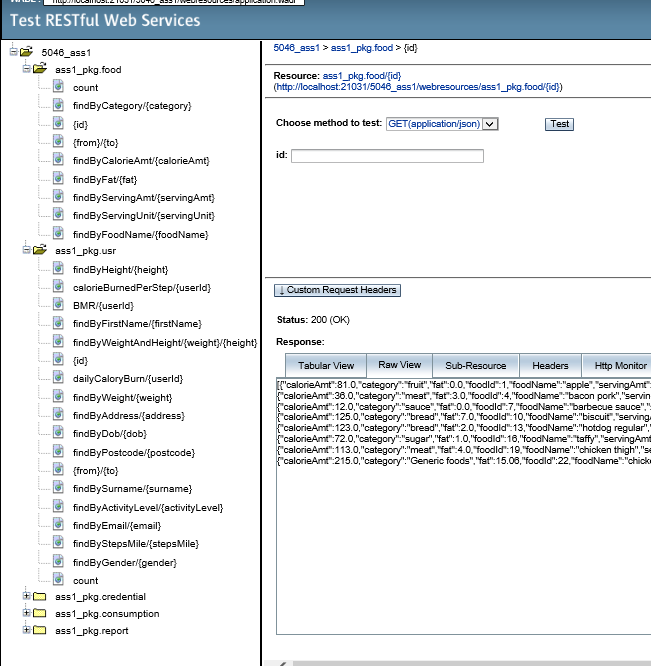 WADL: http://localhost:21031/5046_ass1/webresources/application.wadl
Test RESTful Web Services
5046_ass1
ass1_pkg.food
count
findByCategory/{category}
{id}
{from}/{to}
findByCalorieAmt/{calorieAmt}
findByFat/{fat}
findByServingAmt/{servingAmt}
findByServingUnit/{servingUnit}
findByFoodName/{foodName}
ass1_pkg.usr
findByHeight/{height}
calorieBurnedPerStep/{userId}
BMR/{userId}
findByFirstName/{firstName}
findByWeightAndHeight/{weight}/{height}
{id}
dailyCaloryBurn/{userId}
findByWeight/{weight}
findByAddress/{address}
findByDob/{dob}
findByPostcode/{postcode}
{from}/{to}
findBySurname/{surname}
findByActivityLevel/{activityLevel}
findByEmail/{email}
findByStepsMile/{stepsMile}
findByGender/{gender}
count
ass1_pkg.credential
ass1_pkg.consumption
ass1_pkg.report
5046_ass1 > ass1_pkg.food > {id}
Resource: ass1_pkg.food/{id}
(http://localhost:21031/5046_ass1/webresources/ass1_pkg.food/{id})
Choose method to test: GET(application/json) Test
id:
↓ Custom Request Headers
Status: 200 (OK)
Response:
Tabular View Raw View Sub-Resource Headers Http Monitor
[{"calorieAmt":81.0,"category":"fruit","fat":0.0,"foodId":1,"foodName":"apple","servingAmt":
{"calorieAmt":36.0,"category":"meat","fat":3.0,"foodId":4,"foodName":"bacon pork","servin
{"calorieAmt":12.0,"category":"sauce","fat":0.0,"foodId":7,"foodName":"barbecue sauce","s
{"calorieAmt":125.0,"category":"bread","fat":7.0,"foodId":10,"foodName":"biscuit","serving
{"calorieAmt":123.0,"category":"bread","fat":2.0,"foodId":13,"foodName":"hotdog regular","
{"calorieAmt":72.0,"category":"sugar","fat":1.0,"foodId":16,"foodName":"taffy","servingAmt
{"calorieAmt":113.0,"category":"meat","fat":4.0,"foodId":19,"foodName":"chicken thigh","se
{"calorieAmt":215.0,"category":"Generic foods","fat":15.06,"foodId":22,"foodName":"chick